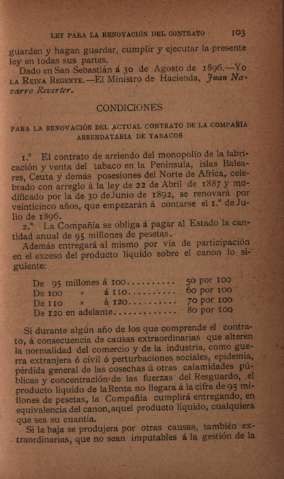 LEY PARA LA RENOVACIÓN DEL CONTRATO 103
guarden y hagan guardar, cumplir y ejecutar la presente
ley en todas sus partes.
Dado en San Sebastián á 30 de Agosto de 1896.—YO
LA REINA REGENTE.—El Ministro de Hacienda, Juan Na-
varro Reverter.
CONDICIONES
PARA LA RENOVACIÓN DEL ACTUAL CONTRATO DE LA COMPAÑIA
ARRENDATARIA DE TABACOS
1.ª El contrato de arriendo del monopolio de la fabri-
cación y venta del tabaco en la Península, islas Balea-
res, Ceuta y demás posesiones del Norte de Africa, cele-
brado con arreglo á la ley de 22 de Abril de 1887 y mo-
dificado por la de 30 de Junio de 1892, se renovará por
veinticinco años, que empezarán á contarse el 1.º de Ju-
lio de 1896.
2.ª La Compañía se obliga á pagar al Estado la can-
tidad anual de 95 millones de pesetas.
Además entregará al mismo por vía de participación
en el exceso del producto líquido sobre el canon lo si-
guiente:
De 95 millones á 100.......... 50 por 100
De 100 » á 110.......... 60 por 100
De 110 » á 120.......... 70 por 100
De 120 en adelante.............. 80 por 100
Si durante algún año de los que comprende el contra-
to, á consecuencia de causas extraordinarias que alteren
la normalidad del comercio y de la industria, como gue-
rra extranjera ó civil ó perturbaciones sociales, epidemia,
pérdida general de las cosechas ú otras calamidades pú-
blicas y concentración de las fuerzas del Resguardo, el
producto líquido de la Renta no llegará á la cifra de 95 mi-
llones de pesetas, la Compañía cumplirá entregando, en
equivalencia del canon, aquel producto líquido, cualquiera
que sea su cuantía.
Si la baja se produjera por otras causas, también ex-
traordinarias, que no sean imputables á la gestión de la